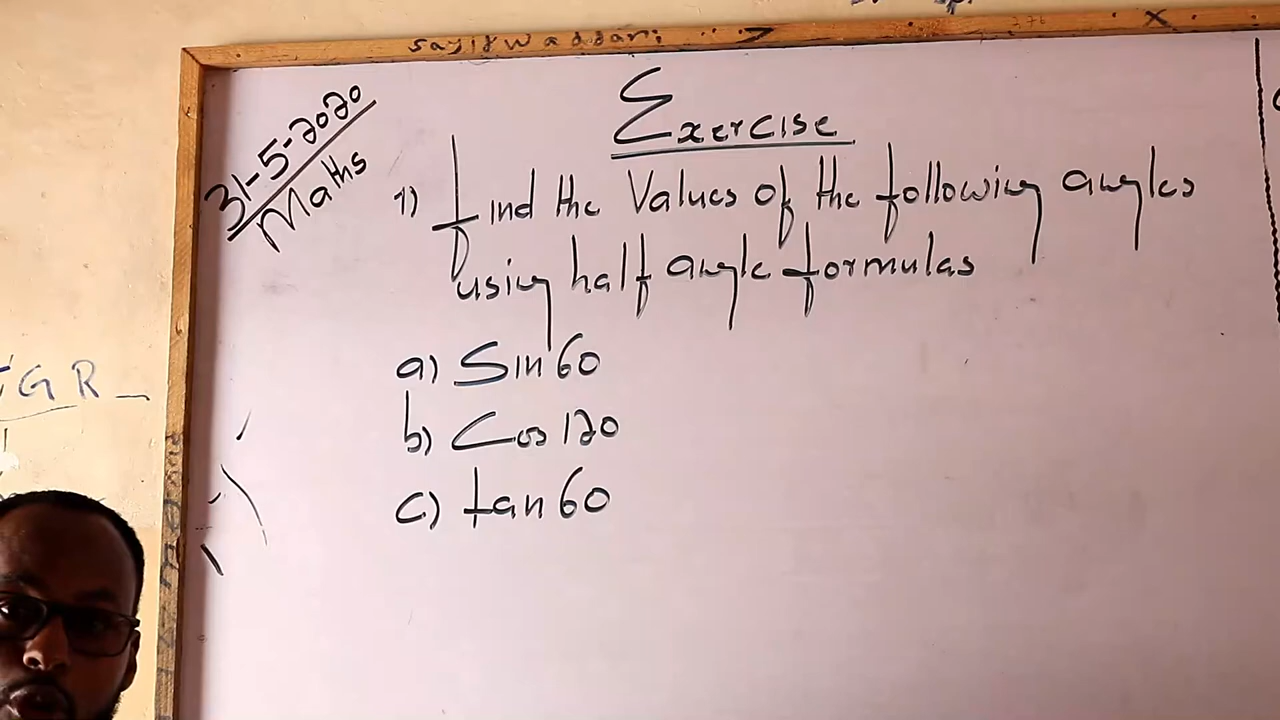 31-5-2020
Maths
Exercise
1) find the Values of the following angles
using half angle formulas
a) Sin 60
b) Cos 120
c) tan 60
GR